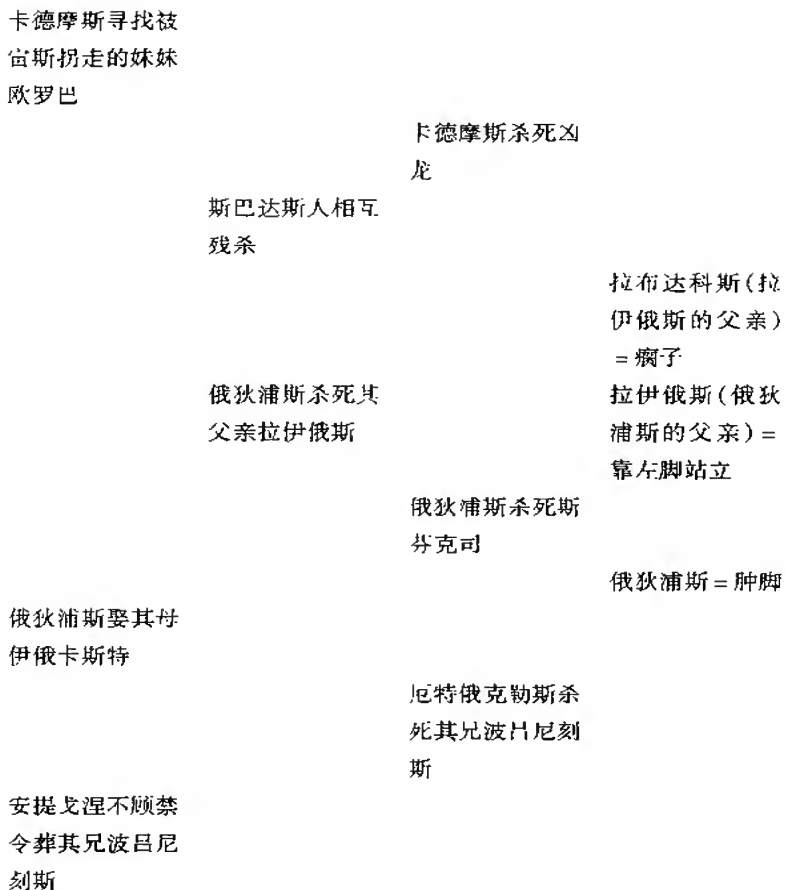 卡德摩斯寻找被
宙斯拐走的妹妹
欧罗巴
卡德摩斯杀死凶
龙
斯巴达斯人相互
残杀
拉布达科斯(拉
伊俄斯的父亲)
=瘸子
俄狄浦斯杀死其
父亲拉伊俄斯
拉伊俄斯(俄狄
浦斯的父亲)=
靠左脚站立
俄狄浦斯杀死斯
芬克司
俄狄浦斯=肿脚
俄狄浦斯娶其母
伊俄卡斯特
厄特俄克勒斯杀
死其兄波吕尼刻
斯
安提戈涅不顾禁
令葬其兄波吕尼
刻斯